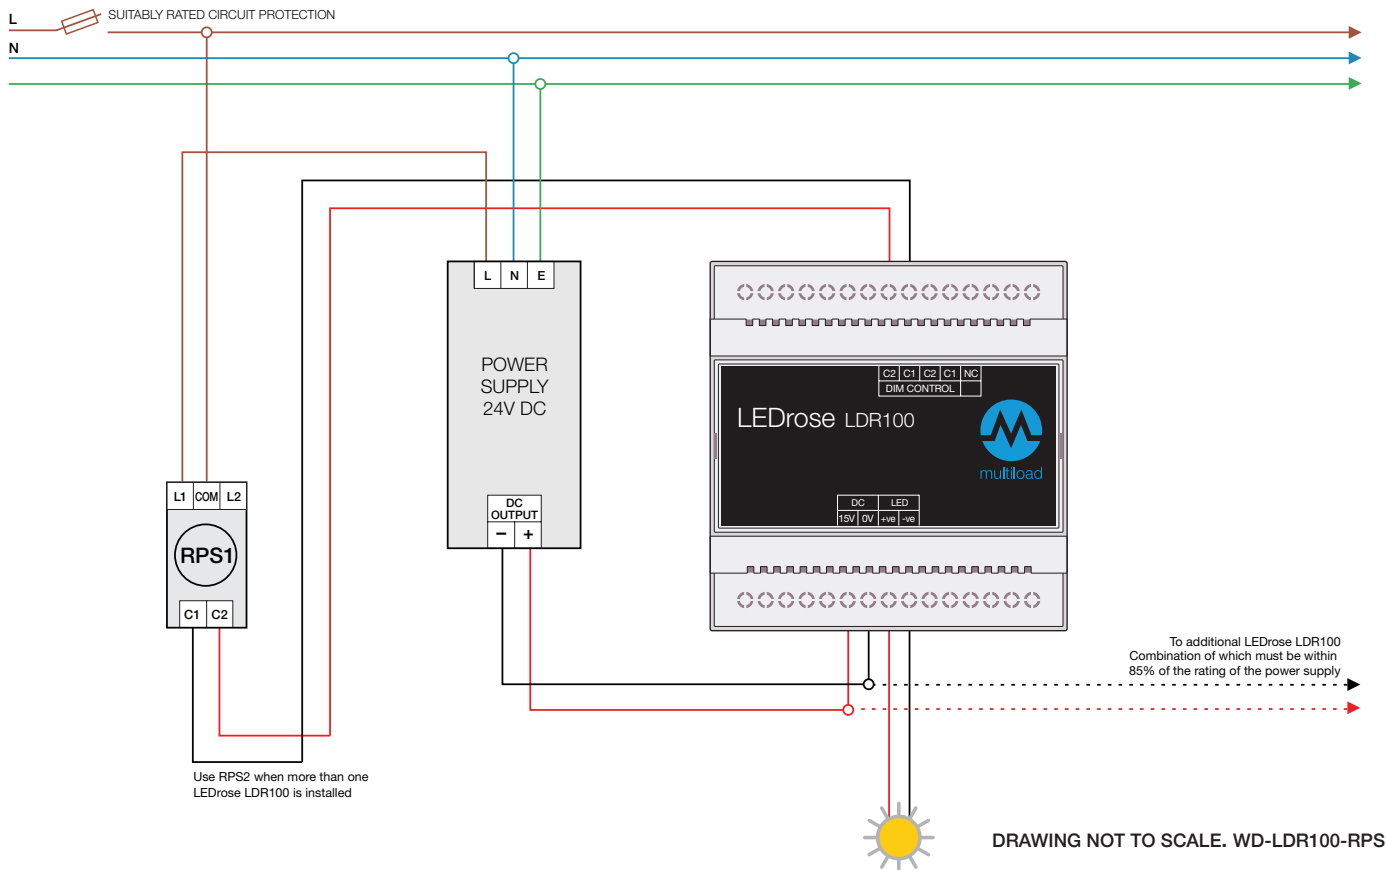 L
SUITABLY RATED CIRCUIT PROTECTION
N
L N E
POWER
SUPPLY
24V DC
DC
OUTPUT
− +
L1 COM L2
RPS1
C1 C2
Use RPS2 when more than one
LEDrose LDR100 is installed
C2 C1 C2 C1 NC
DIM CONTROL
LEDrose LDR100
multiload
DC LED
15V 0V +ve -ve
To additional LEDrose LDR100
Combination of which must be within
85% of the rating of the power supply
DRAWING NOT TO SCALE. WD-LDR100-RPS